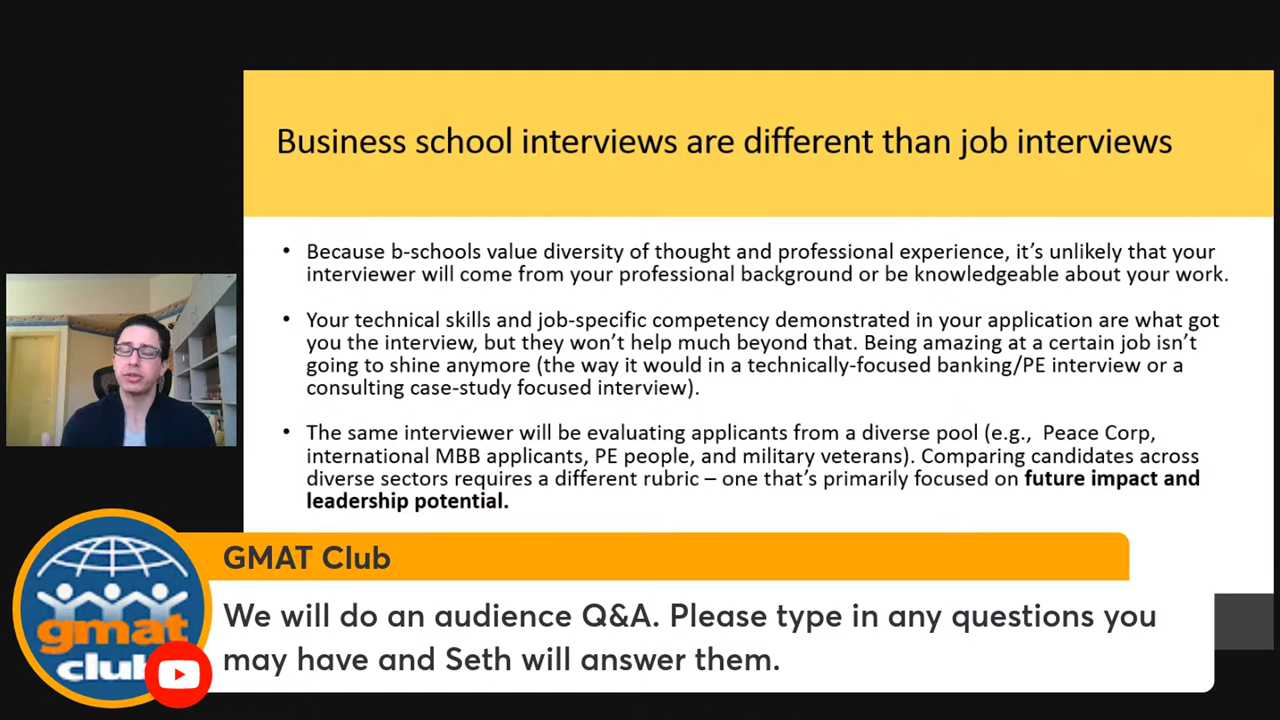 Business school interviews are different than job interviews
• Because b-schools value diversity of thought and professional experience, it's unlikely that your
interviewer will come from your professional background or be knowledgeable about your work.
• Your technical skills and job-specific competency demonstrated in your application are what got
you the interview, but they won't help much beyond that. Being amazing at a certain job isn't
going to shine anymore (the way it would in a technically-focused banking/PE interview or a
consulting case-study focused interview).
• The same interviewer will be evaluating applicants from a diverse pool (e.g., Peace Corp,
international MBB applicants, PE people, and military veterans). Comparing candidates across
diverse sectors requires a different rubric – one that's primarily focused on future impact and
leadership potential.
GMAT Club
We will do an audience Q&A. Please type in any questions you
may have and Seth will answer them.
gmat
club